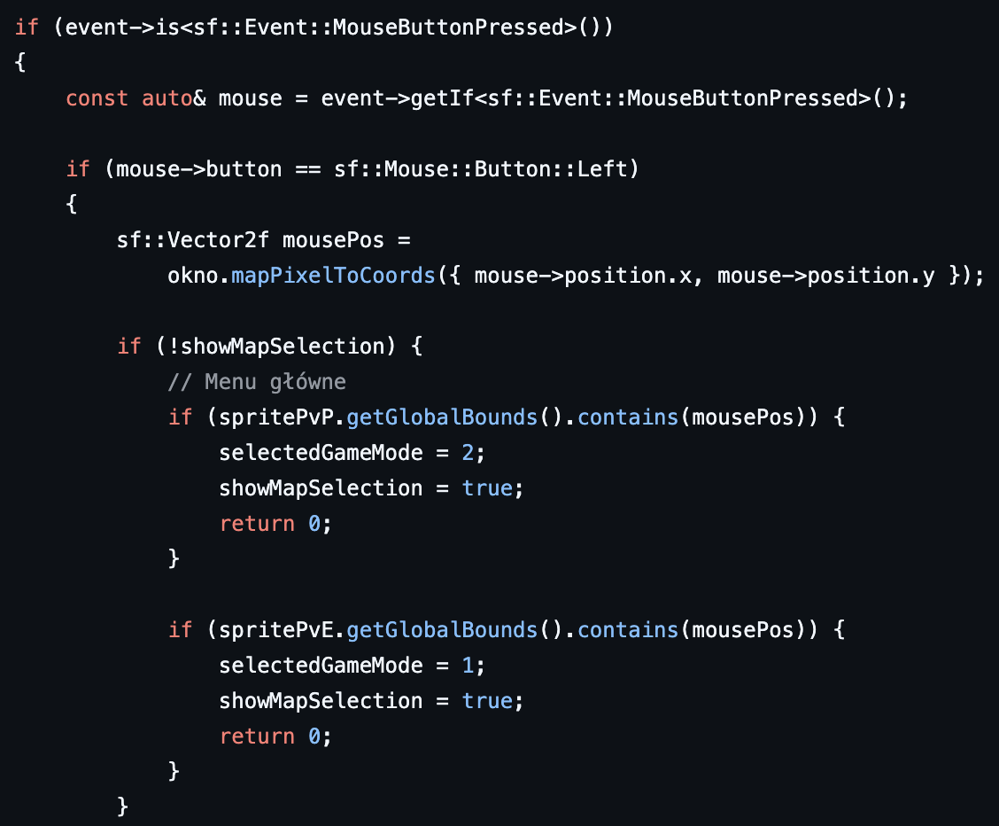 if (event->is<sf::Event::MouseButtonPressed>())
{
    const auto& mouse = event->getIf<sf::Event::MouseButtonPressed>();

    if (mouse->button == sf::Mouse::Button::Left)
    {
        sf::Vector2f mousePos =
            okno.mapPixelToCoords({ mouse->position.x, mouse->position.y });

        if (!showMapSelection) {
            // Menu główne
            if (spritePvP.getGlobalBounds().contains(mousePos)) {
                selectedGameMode = 2;
                showMapSelection = true;
                return 0;
            }

            if (spritePvE.getGlobalBounds().contains(mousePos)) {
                selectedGameMode = 1;
                showMapSelection = true;
                return 0;
            }
        }